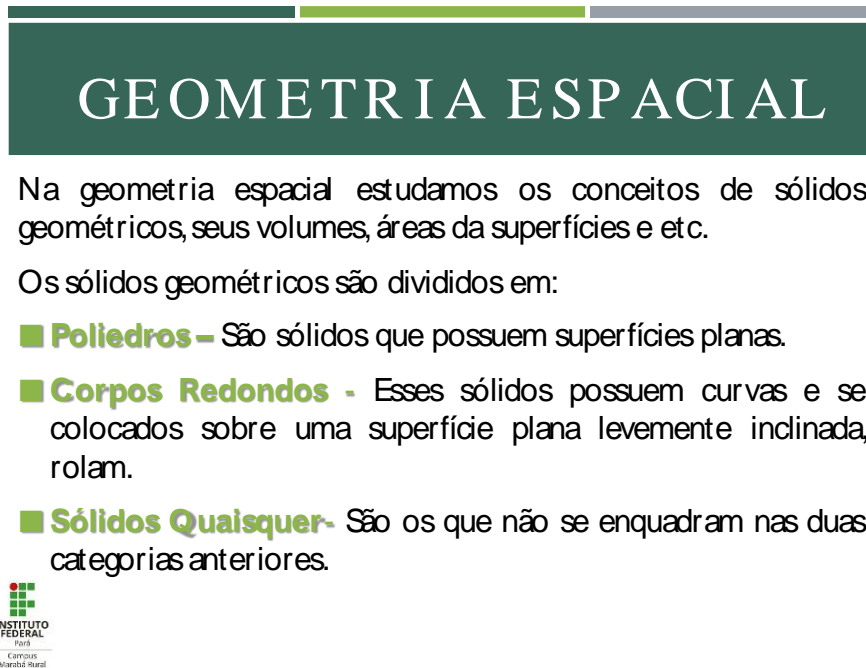 GEOMETRIA ESPACIAL
Na geometria espacial estudamos os conceitos de sólidos
geométricos, seus volumes, áreas da superfícies e etc.
Os sólidos geométricos são divididos em:
Poliedros – São sólidos que possuem superfícies planas.
Corpos Redondos - Esses sólidos possuem curvas e se
colocados sobre uma superfície plana levemente inclinada,
rolam.
Sólidos Quaisquer- São os que não se enquadram nas duas
categorias anteriores.
NSTITUTO
FEDERAL
Pará
Campus
Marabá Rural